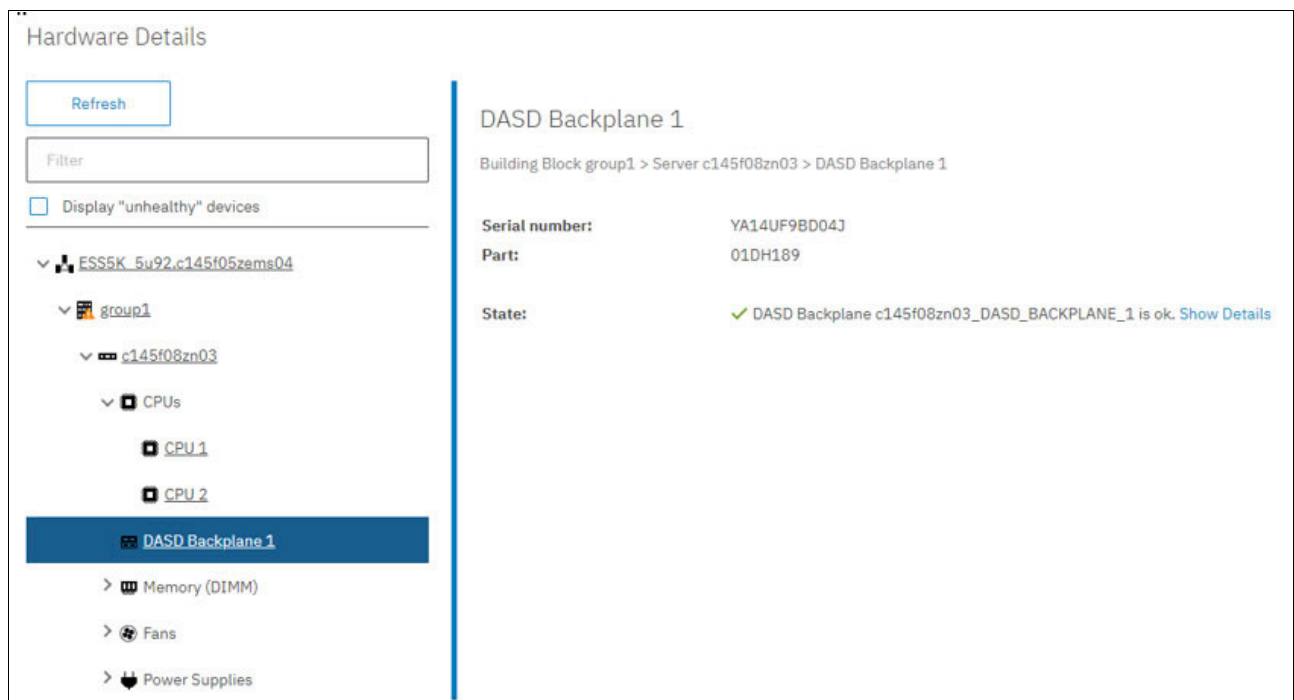 Hardware Details
Refresh
Filter
Display "unhealthy" devices
ESS5K_5u92.c145f05zems04
group1
c145f08zn03
CPUs
CPU 1
CPU 2
DASD Backplane 1
Memory (DIMM)
Fans
Power Supplies
DASD Backplane 1
Building Block group1 > Server c145f08zn03 > DASD Backplane 1
Serial number: YA14UF9BD04J
Part: 01DH189
State: DASD Backplane c145f08zn03_DASD_BACKPLANE_1 is ok. Show Details